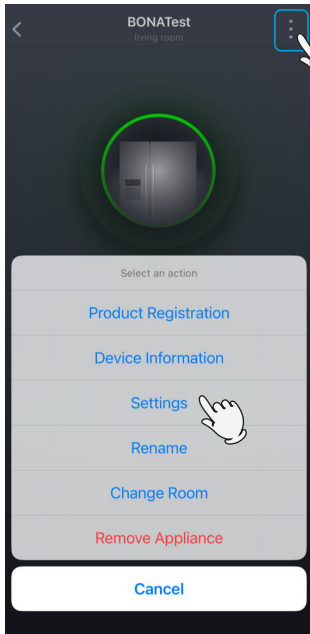 BONATest
living room
Select an action
Product Registration
Device Information
Settings
Rename
Change Room
Remove Appliance
Cancel